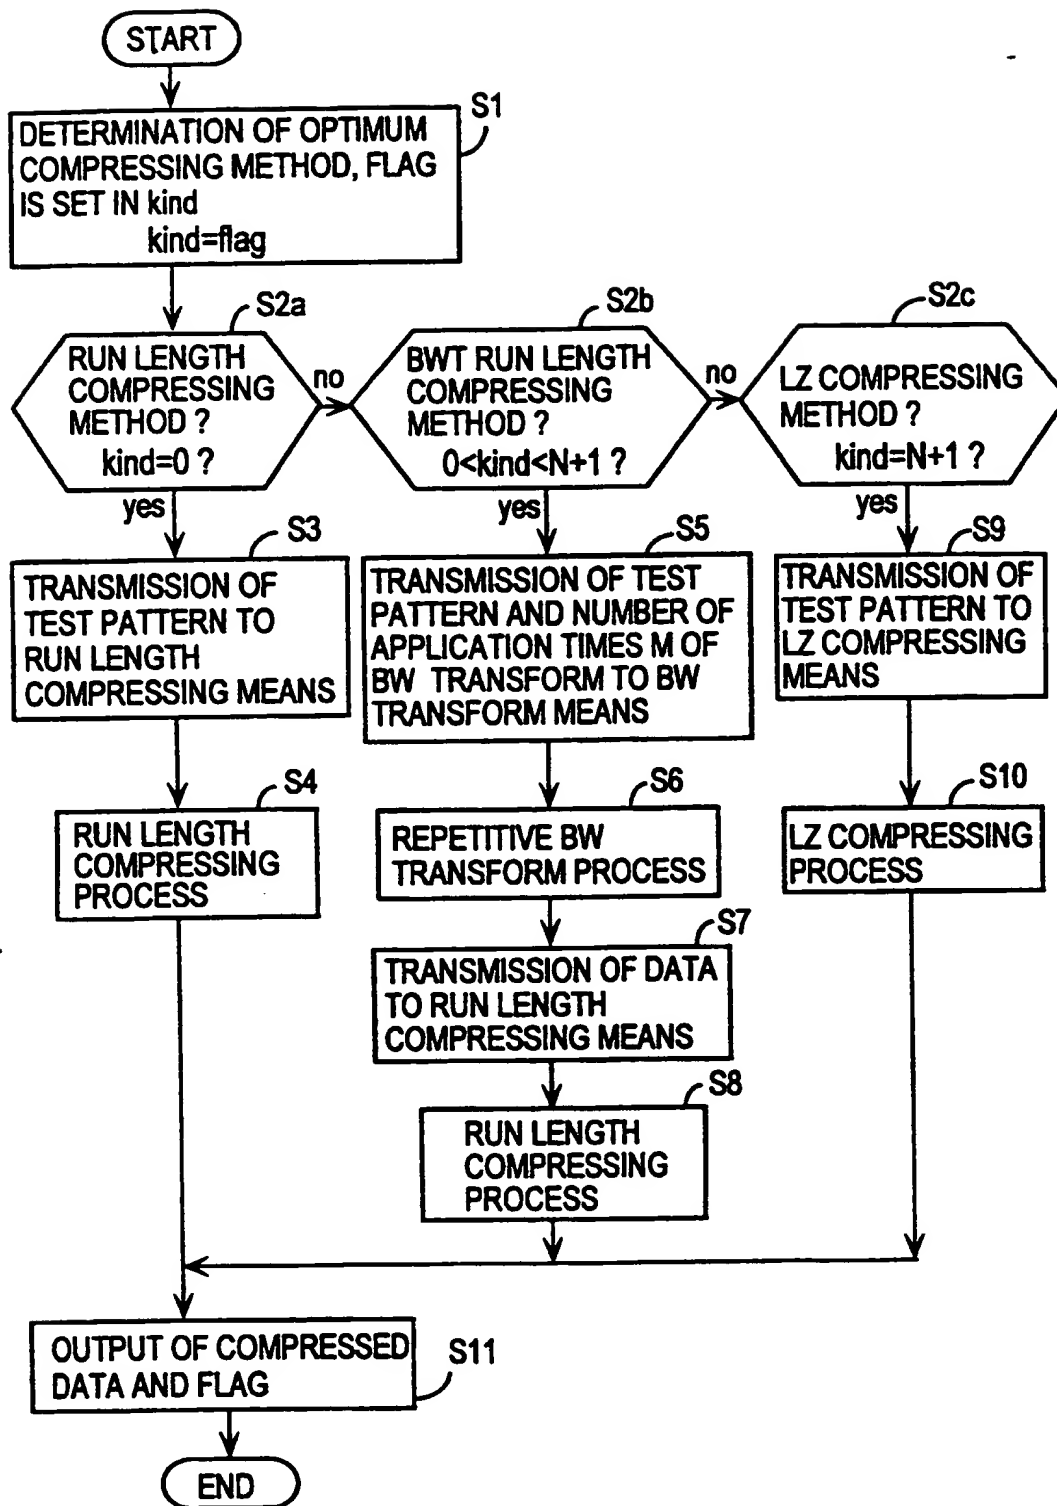 START
S1
DETERMINATION OF OPTIMUM
COMPRESSING METHOD, FLAG
IS SET IN kind
kind=flag
S2a
RUN LENGTH
COMPRESSING
METHOD ?
kind=0 ?
no
yes
S2b
BWT RUN LENGTH
COMPRESSING
METHOD ?
0<kind<N+1 ?
no
yes
S2c
LZ COMPRESSING
METHOD ?
kind=N+1 ?
yes
S3
TRANSMISSION OF
TEST PATTERN TO
RUN LENGTH
COMPRESSING MEANS
S5
TRANSMISSION OF TEST
PATTERN AND NUMBER OF
APPLICATION TIMES M OF
BW TRANSFORM TO BW
TRANSFORM MEANS
S9
TRANSMISSION OF
TEST PATTERN TO
LZ COMPRESSING
MEANS
S4
RUN LENGTH
COMPRESSING
PROCESS
S6
REPETITIVE BW
TRANSFORM PROCESS
S10
LZ COMPRESSING
PROCESS
S7
TRANSMISSION OF DATA
TO RUN LENGTH
COMPRESSING MEANS
S8
RUN LENGTH
COMPRESSING
PROCESS
OUTPUT OF COMPRESSED
DATA AND FLAG
S11
END